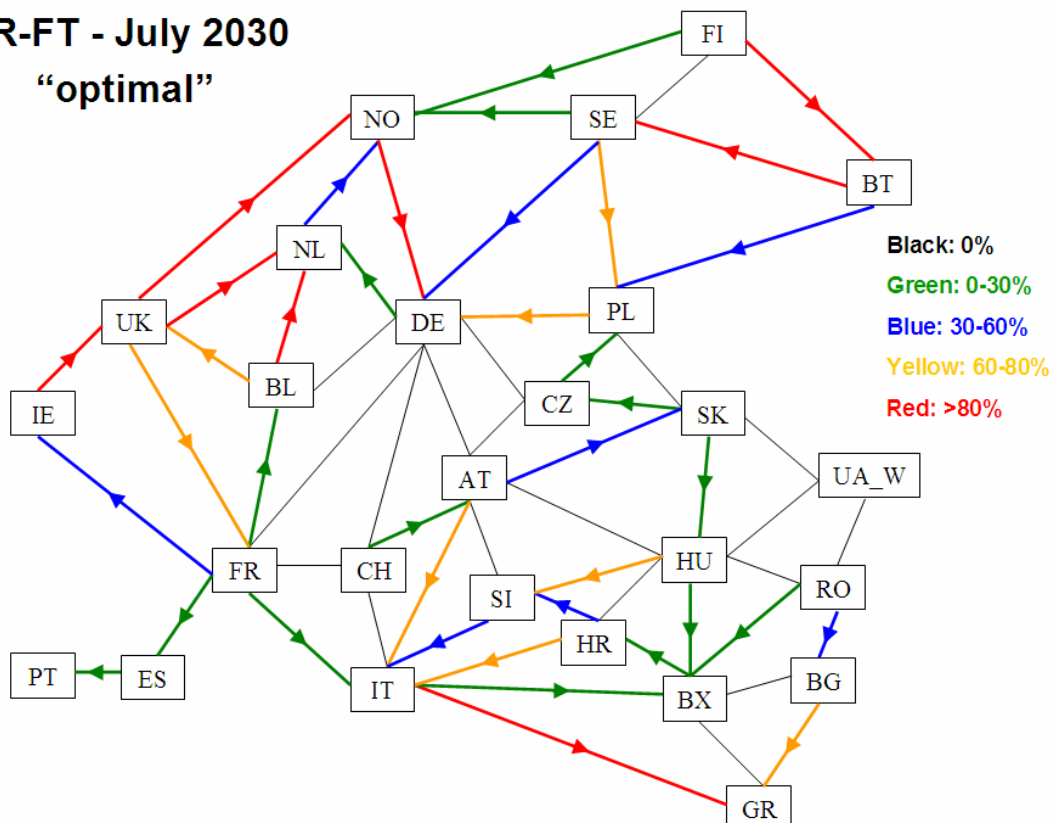 R-FT - July 2030
“optimal”
FI
NO
SE
BT
NL
Black: 0%
Green: 0-30%
UK
DE
PL
Blue: 30-60%
Yellow: 60-80%
BL
IE
CZ
SK
Red: >80%
AT
UA_W
FR
CH
HU
SI
RO
HR
PT
ES
IT
BX
BG
GR